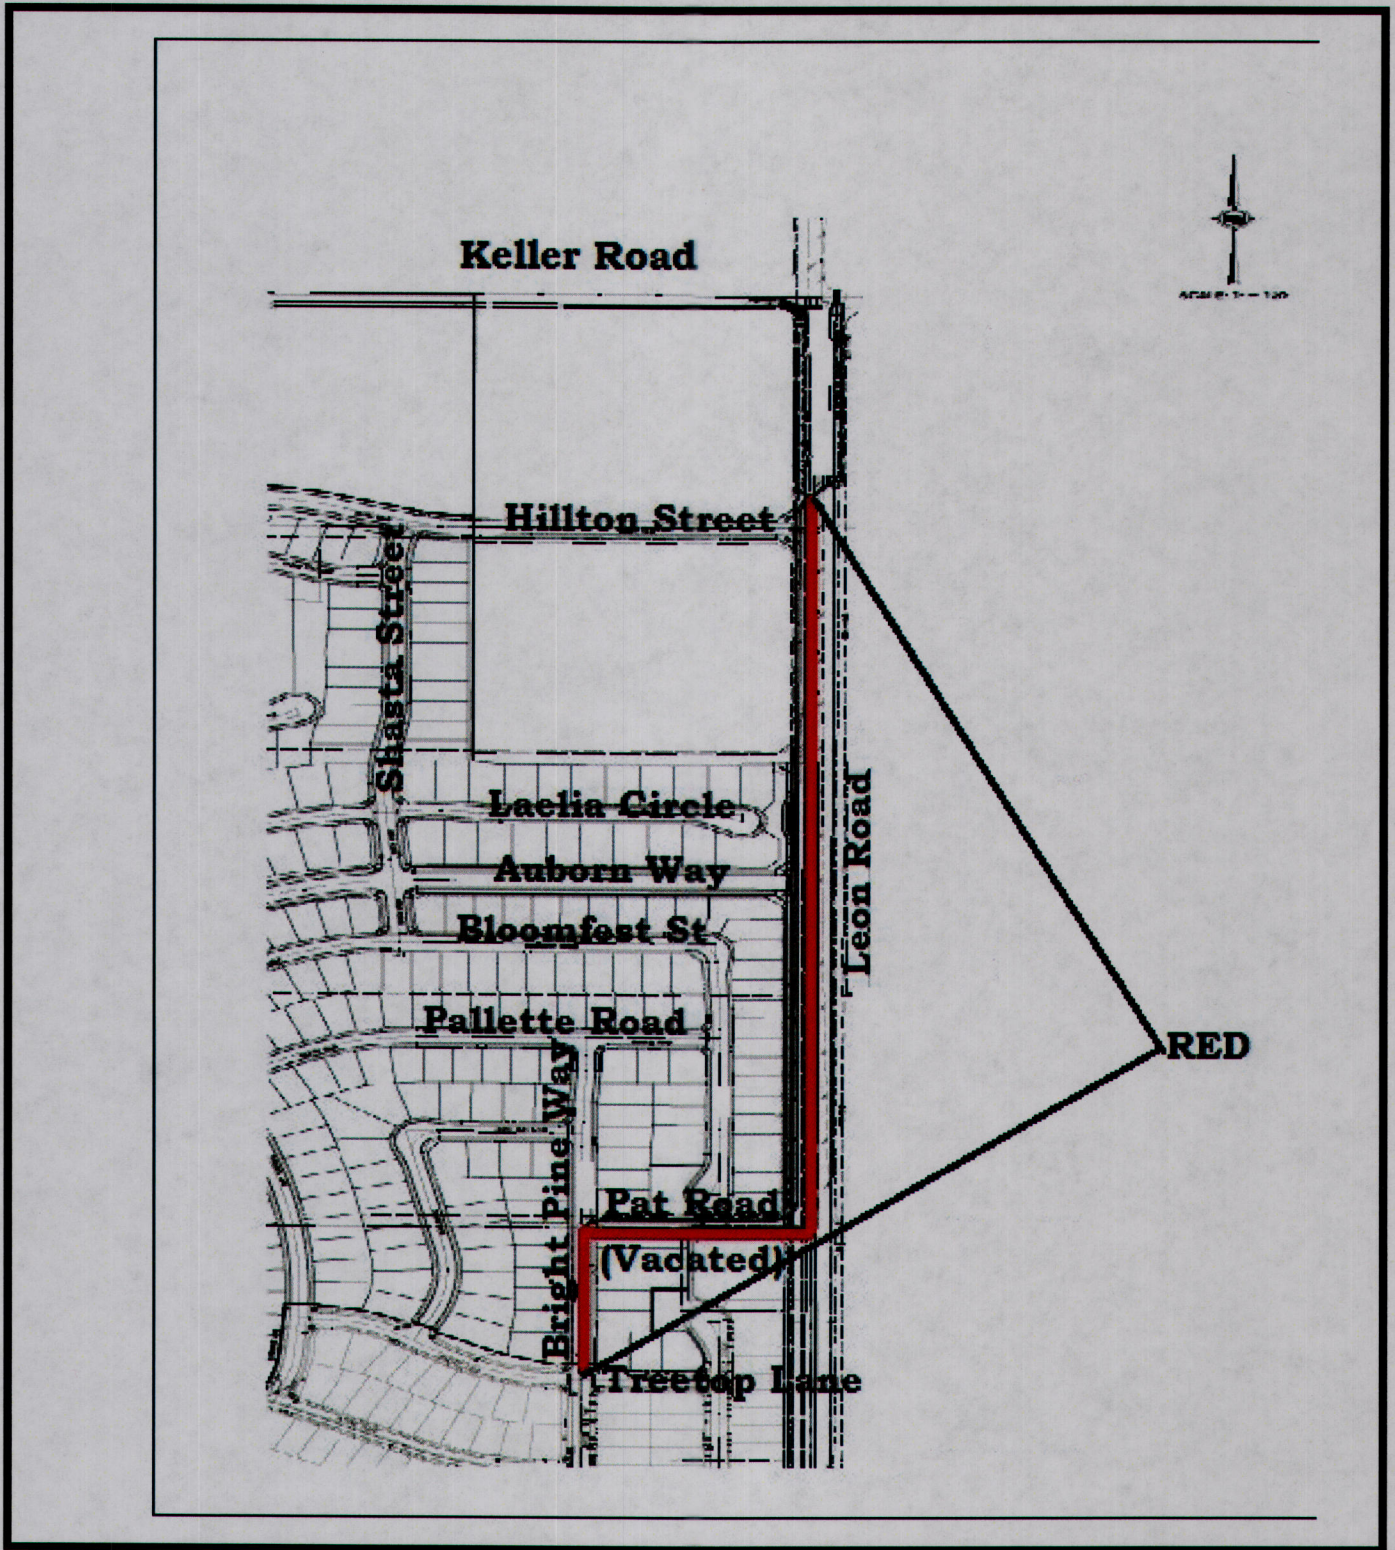 Keller Road
Hilltop Street
Shasta Street
Laelia Circle
Auborn Way
Leon Road
Bloomfest St
Pallette Road
RED
Bright Pine Way
Pat Road
(Vacated)
Treetop Lane